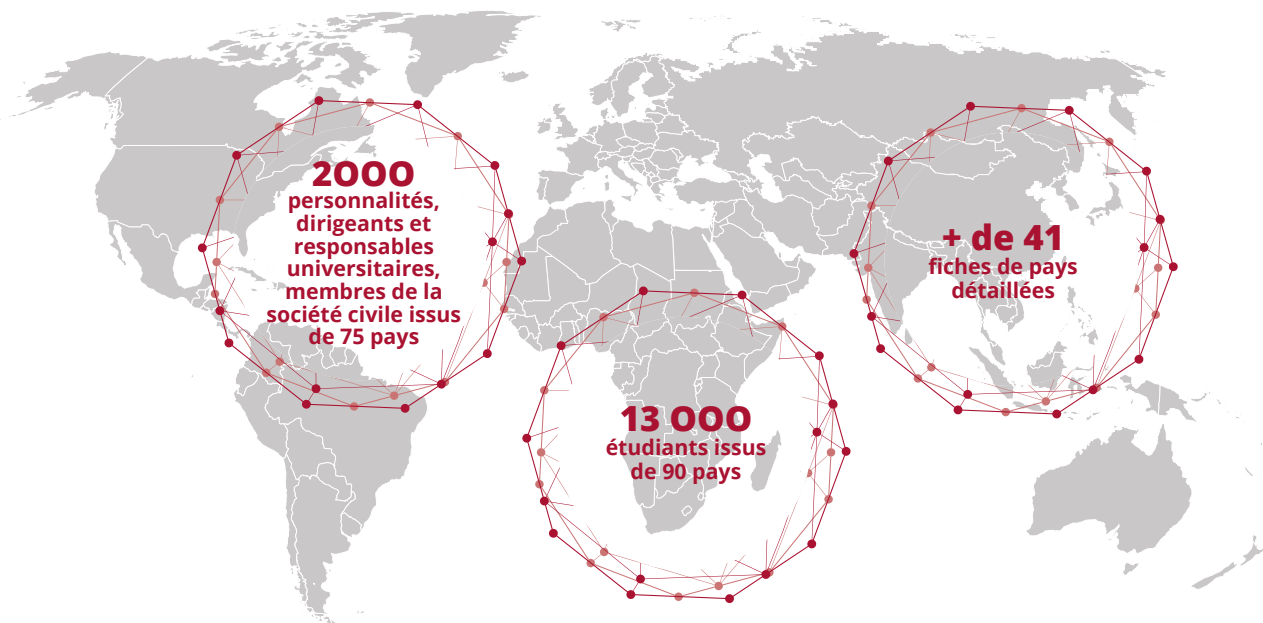 2000
personnalités,
dirigeants et
responsables
universitaires,
membres de la
société civile issus
de 75 pays
13 000
étudiants issus
de 90 pays
+ de 41
fiches de pays
détaillées